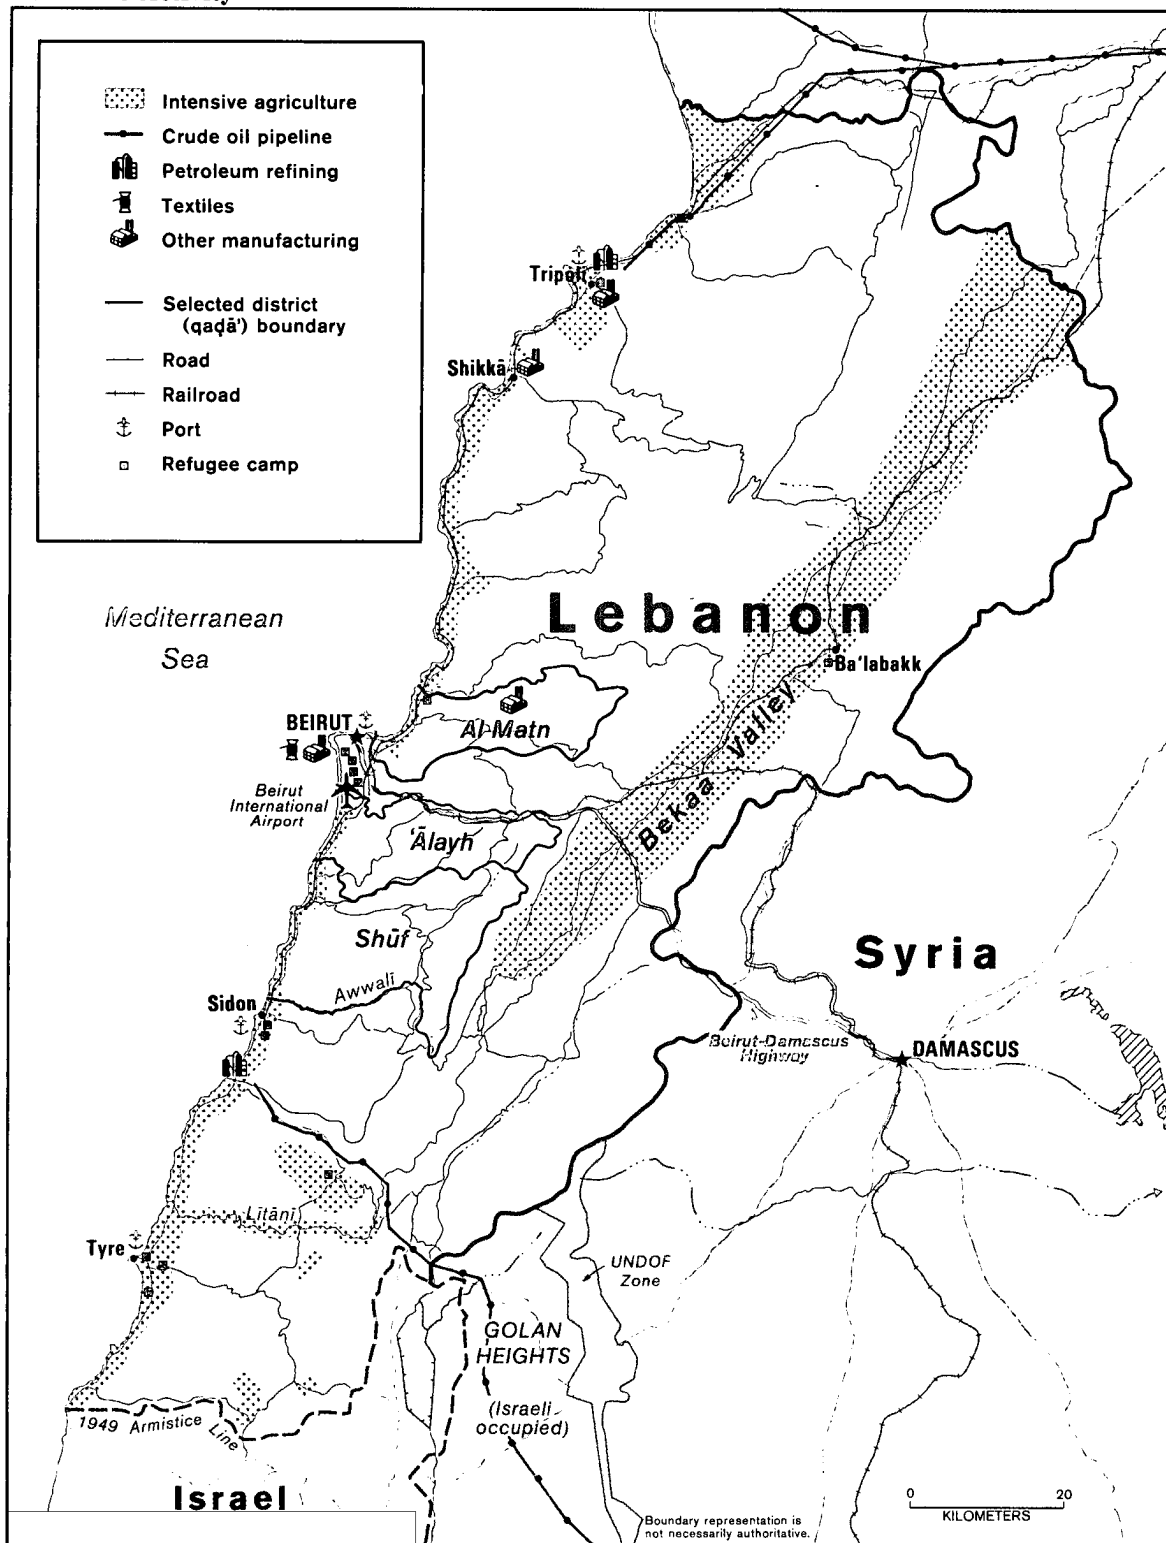 Intensive agriculture
Crude oil pipeline
Petroleum refining
Textiles
Other manufacturing
Selected district
(qaḍā') boundary
Road
Railroad
Port
Refugee camp
Tripoli
Shikkā
Mediterranean
Sea
Lebanon
Ba'labakk
BEIRUT
Al Matn
Bekaa Valley
Beirut
International
Airport
'Ālayh
Shūf
Syria
Awwalī
Sidon
Beirut-Damascus
Highway
DAMASCUS
Lītānī
Tyre
UNDOF
Zone
GOLAN
HEIGHTS
(Israeli
occupied)
1949 Armistice
Line
Israel
0 20
KILOMETERS
Boundary representation is
not necessarily authoritative.